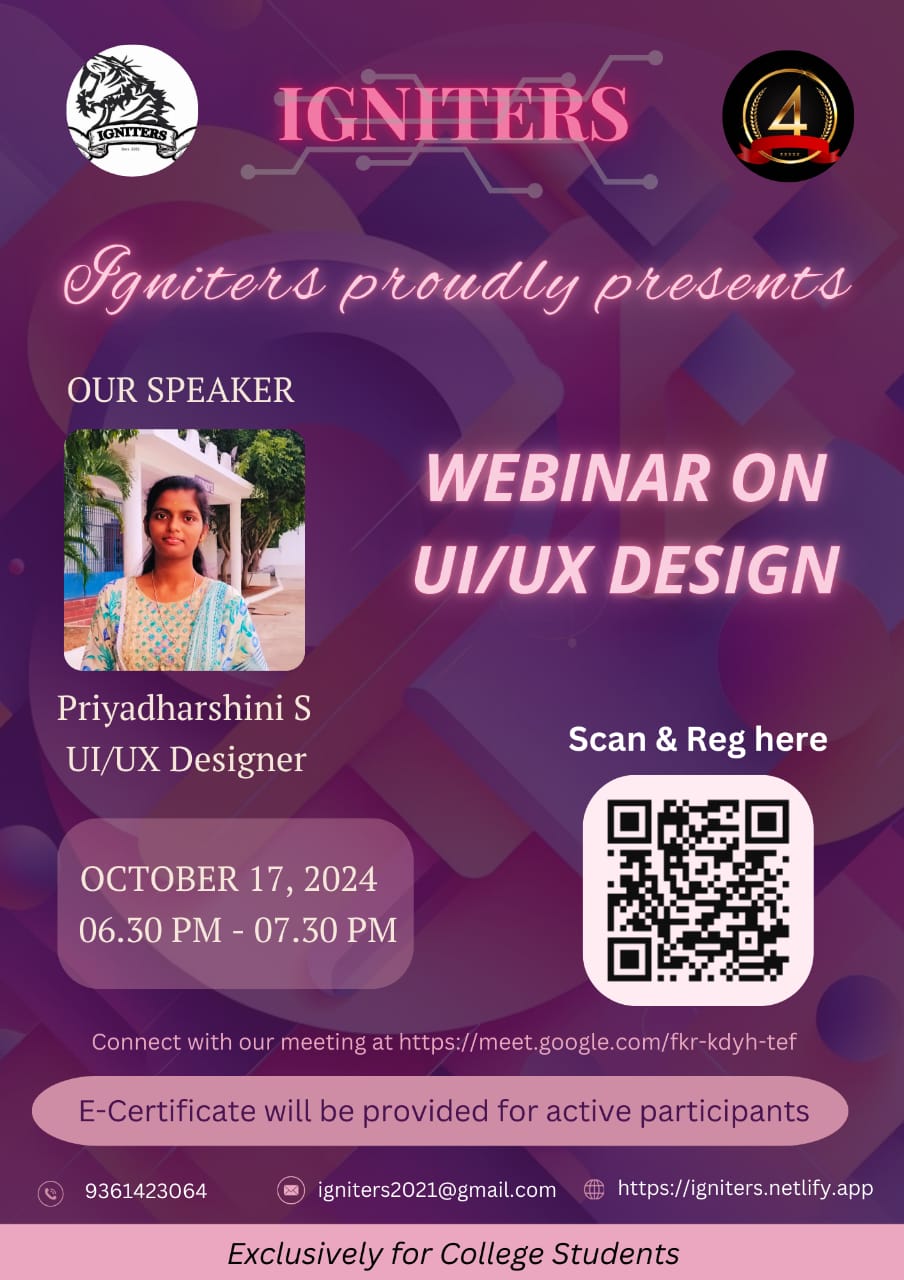 IGNITERS
IGNITERS
4
Igniters proudly presents
OUR SPEAKER
WEBINAR ON
UI/UX DESIGN
Priyadharshini S
UI/UX Designer
Scan & Reg here
OCTOBER 17, 2024
06.30 PM - 07.30 PM
Connect with our meeting at https://meet.google.com/fkr-kdyh-tef
E-Certificate will be provided for active participants
9361423064
igniters2021@gmail.com
https://igniters.netlify.app
Exclusively for College Students